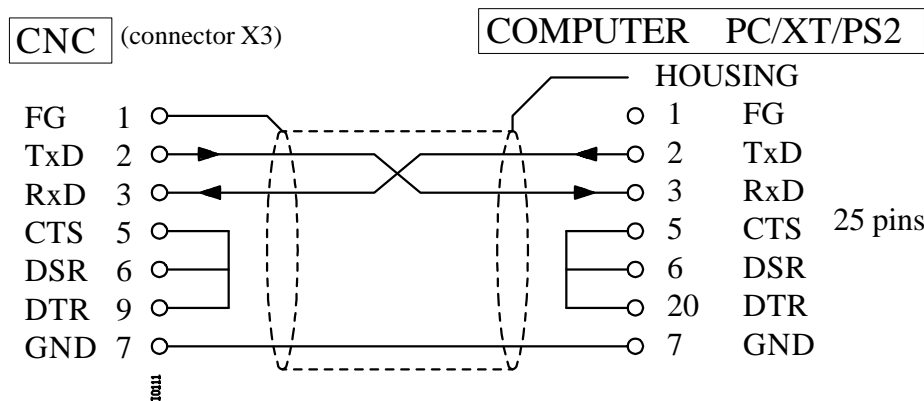 CNC (connector X3) COMPUTER PC/XT/PS2
HOUSING
FG 1 1 FG
TxD 2 2 TxD
RxD 3 3 RxD
CTS 5 5 CTS 25 pins
DSR 6 6 DSR
DTR 9 20 DTR
GND 7 7 GND
10111